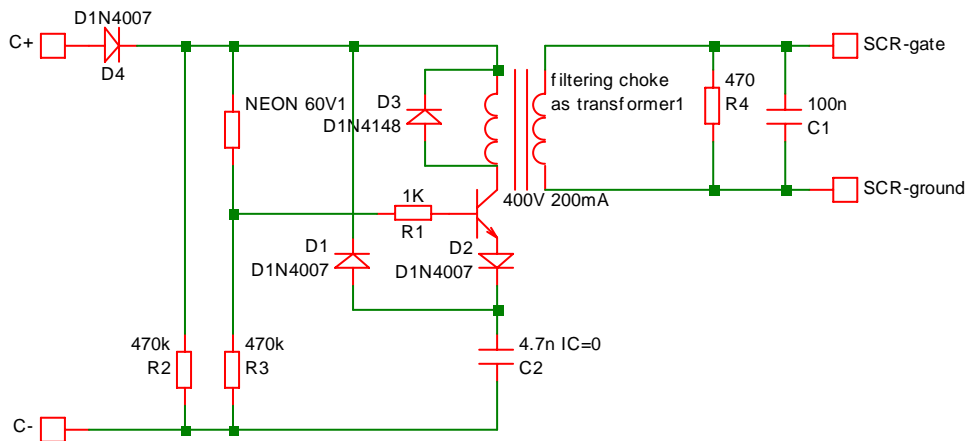 D1N4007
C+
D4
NEON 60V1
D3
D1N4148
filtering choke
as transformer1
470
R4
100n
C1
SCR-gate
SCR-ground
400V 200mA
1K
R1
D1
D1N4007
D2
D1N4007
470k
R2
470k
R3
4.7n IC=0
C2
C-